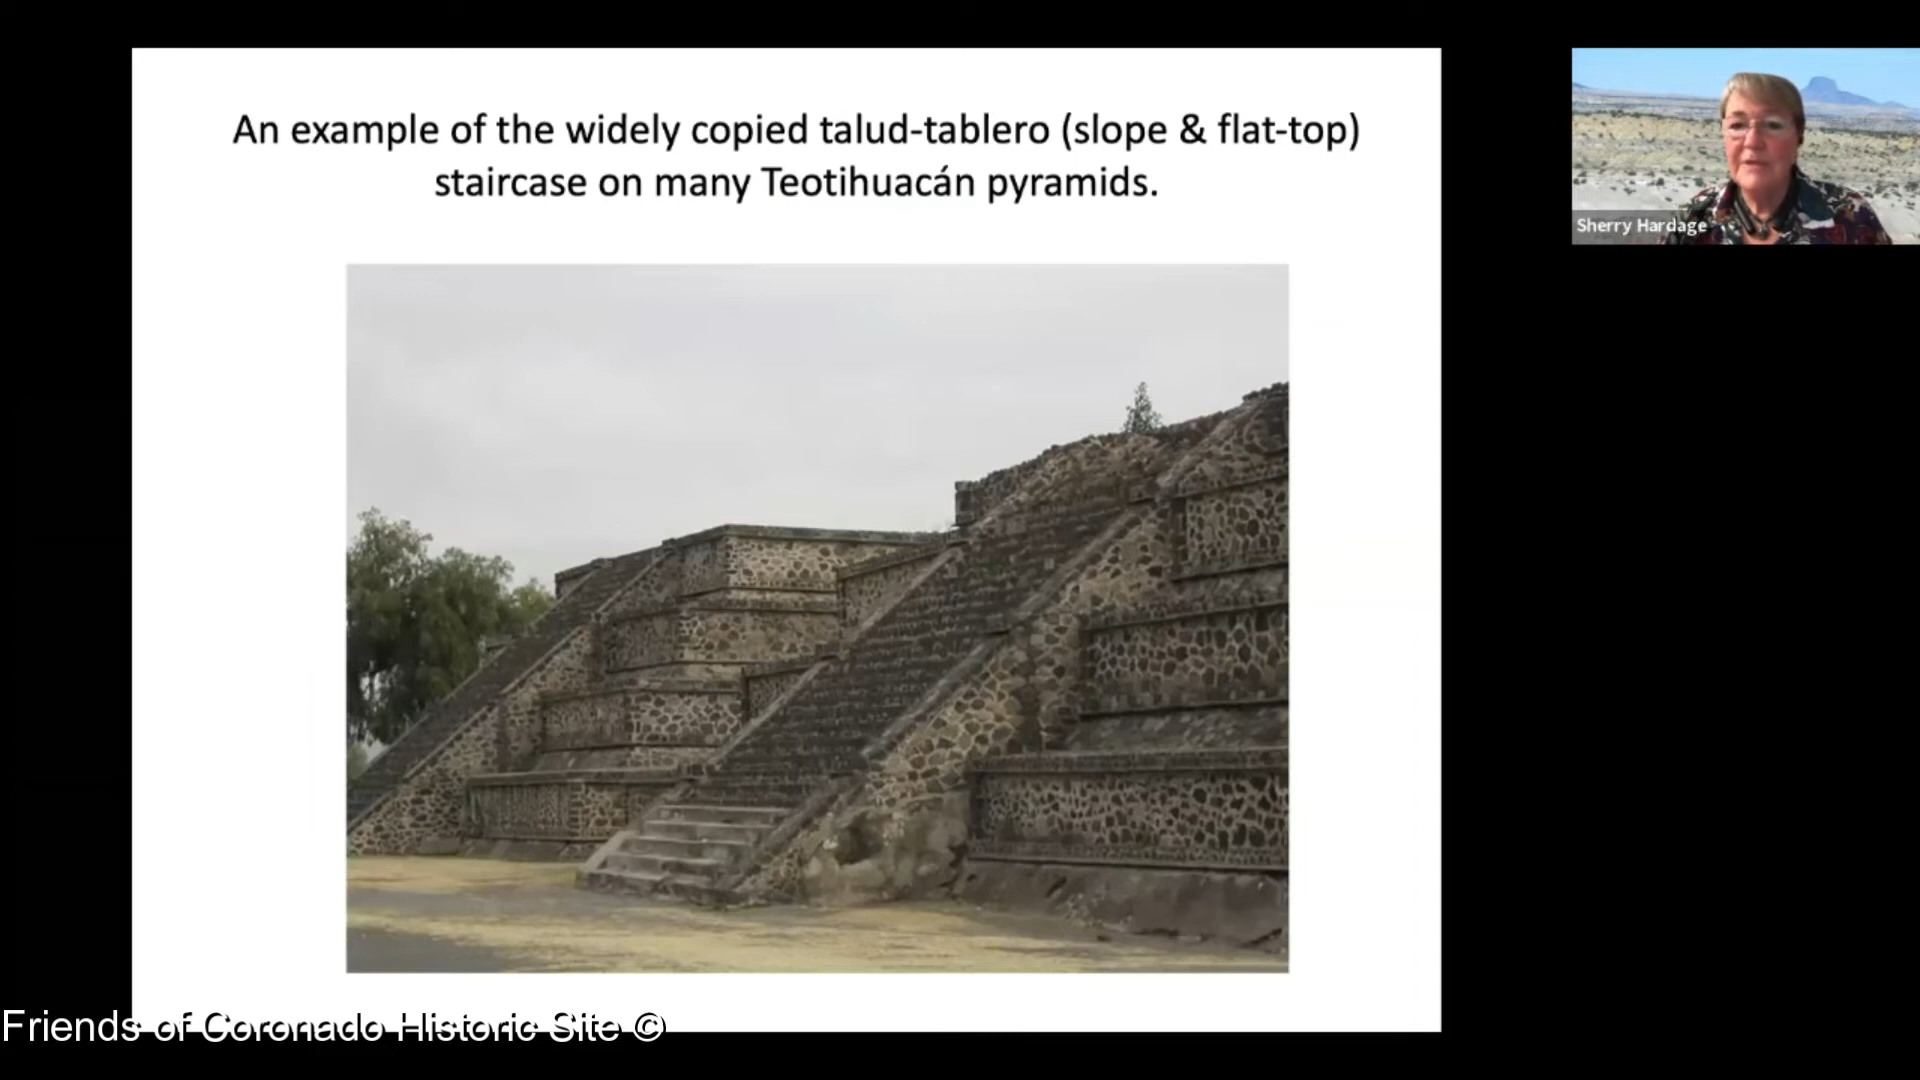 An example of the widely copied talud-tablero (slope & flat-top)
staircase on many Teotihuacán pyramids.
Sherry Hardage
Friends of Coronado Historic Site ©